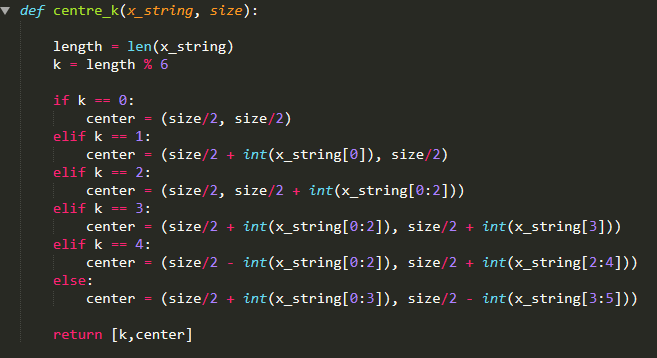 def centre_k(x_string, size):
length = len(x_string)
k = length % 6
if k == 0:
center = (size/2, size/2)
elif k == 1:
center = (size/2 + int(x_string[0]), size/2)
elif k == 2:
center = (size/2, size/2 + int(x_string[0:2]))
elif k == 3:
center = (size/2 + int(x_string[0:2]), size/2 + int(x_string[3]))
elif k == 4:
center = (size/2 - int(x_string[0:2]), size/2 + int(x_string[2:4]))
else:
center = (size/2 + int(x_string[0:3]), size/2 - int(x_string[3:5]))
return [k,center]